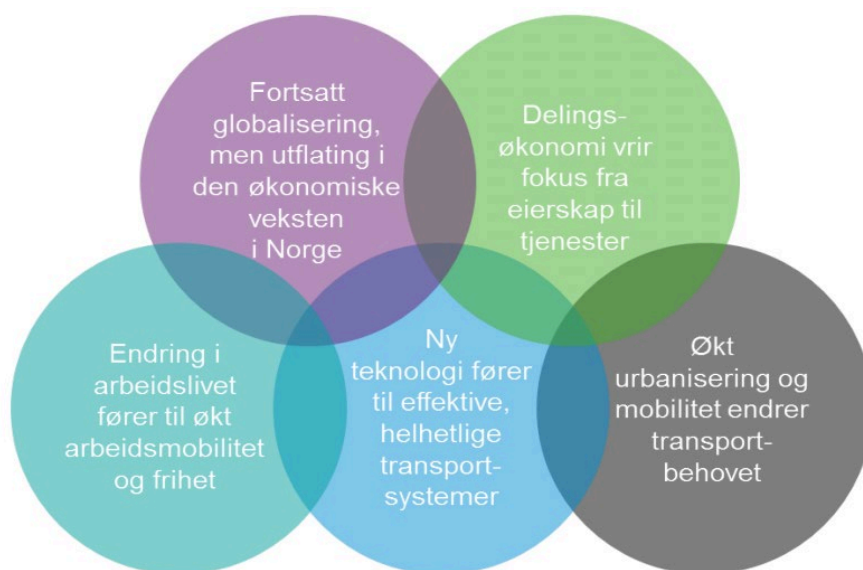 Fortsatt
globalisering,
men utflating i
den økonomiske
veksten
i Norge
Delings-
økonomi vrir
fokus fra
eierskap til
tjenester
Endring i
arbeidslivet
fører til økt
arbeidsmobilitet
og frihet
Ny
teknologi fører
til effektive,
helhetlige
transport-
systemer
Økt
urbanisering og
mobilitet endrer
transport-
behovet